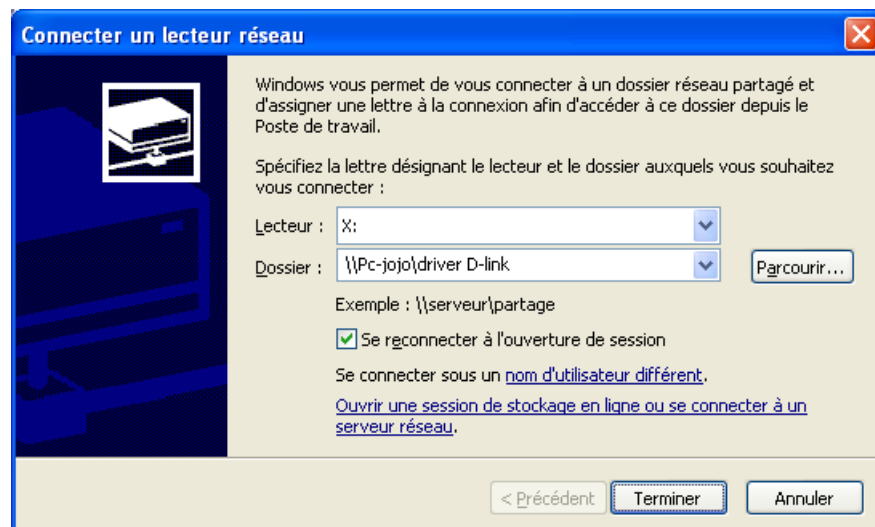 Connecter un lecteur réseau
Windows vous permet de vous connecter à un dossier réseau partagé et
d'assigner une lettre à la connexion afin d'accéder à ce dossier depuis le
Poste de travail.
Spécifiez la lettre désignant le lecteur et le dossier auxquels vous souhaitez
vous connecter :
Lecteur : X:
Dossier : \\Pc-jojo\driver D-link Parcourir...
Exemple : \\serveur\partage
Se reconnecter à l'ouverture de session
Se connecter sous un nom d'utilisateur différent.
Ouvrir une session de stockage en ligne ou se connecter à un
serveur réseau.
< Précédent Terminer Annuler